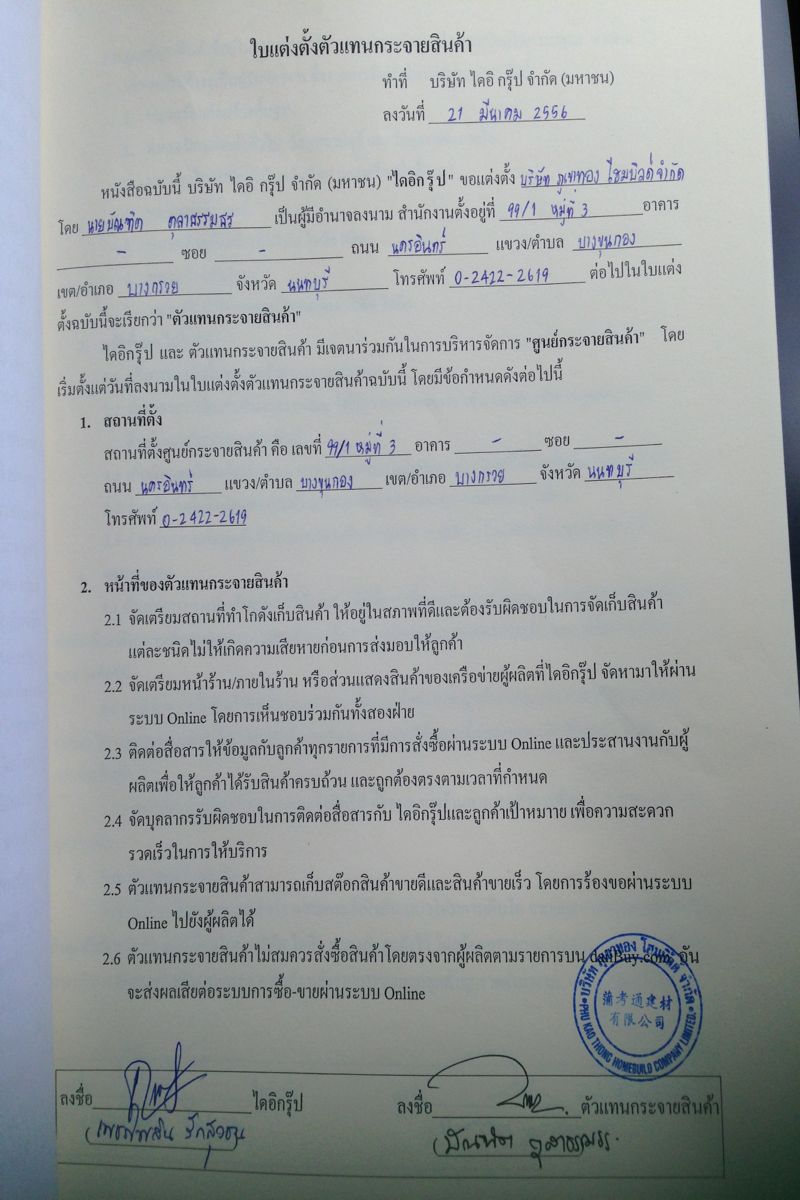 ใบแต่งตั้งตัวแทนกระจายสินค้า
ทำที่ บริษัท ไดอิ กรุ๊ป จำกัด (มหาชน)
ลงวันที่ 21 มีนาคม 2556
หนังสือฉบับนี้ บริษัท ไดอิ กรุ๊ป จำกัด (มหาชน) "ไดอิกรุ๊ป" ขอแต่งตั้ง บริษัท ภูเขาทอง โฮมบิวด์ จำกัด
โดย นายบัณฑิต ตุลาธรรมสร เป็นผู้มีอำนาจลงนาม สำนักงานตั้งอยู่ที่ 99/1 หมู่ที่ 3 อาคาร
- ซอย - ถนน นครอินทร์ แขวง/ตำบล บางขุนกอง
เขต/อำเภอ บางกรวย จังหวัด นนทบุรี โทรศัพท์ 0-2422-2619 ต่อไปในใบแต่ง
ตั้งฉบับนี้จะเรียกว่า "ตัวแทนกระจายสินค้า"
ไดอิกรุ๊ป และ ตัวแทนกระจายสินค้า มีเจตนาร่วมกันในการบริหารจัดการ "ศูนย์กระจายสินค้า" โดย
เริ่มตั้งแต่วันที่ลงนามในใบแต่งตั้งตัวแทนกระจายสินค้าฉบับนี้ โดยมีข้อกำหนดดังต่อไปนี้
1. สถานที่ตั้ง
สถานที่ตั้งศูนย์กระจายสินค้า คือ เลขที่ 99/1 หมู่ที่ 3 อาคาร - ซอย -
ถนน นครอินทร์ แขวง/ตำบล บางขุนกอง เขต/อำเภอ บางกรวย จังหวัด นนทบุรี
โทรศัพท์ 0-2422-2619
2. หน้าที่ของตัวแทนกระจายสินค้า
2.1 จัดเตรียมสถานที่ทำโกดังเก็บสินค้า ให้อยู่ในสภาพที่ดีและต้องรับผิดชอบในการจัดเก็บสินค้า
แต่ละชนิดไม่ให้เกิดความเสียหายก่อนการส่งมอบให้ลูกค้า
2.2 จัดเตรียมหน้าร้าน/ภายในร้าน หรือส่วนแสดงสินค้าของเครือข่ายผู้ผลิตที่ไดอิกรุ๊ป จัดหามาให้ผ่าน
ระบบ Online โดยการเห็นชอบร่วมกันทั้งสองฝ่าย
2.3 ติดต่อสื่อสารให้ข้อมูลกับลูกค้าทุกรายการที่มีการสั่งซื้อผ่านระบบ Online และประสานงานกับผู้
ผลิตเพื่อให้ลูกค้าได้รับสินค้าครบถ้วน และถูกต้องตรงตามเวลาที่กำหนด
2.4 จัดบุคลากรรับผิดชอบในการติดต่อสื่อสารกับ ไดอิกรุ๊ปและลูกค้าเป้าหมาาย เพื่อความสะดวก
รวดเร็วในการให้บริการ
2.5 ตัวแทนกระจายสินค้าสามารถเก็บสต๊อกสินค้าขายดีและสินค้าขายเร็ว โดยการร้องขอผ่านระบบ
Online ไปยังผู้ผลิตได้
2.6 ตัวแทนกระจายสินค้าไม่สมควรสั่งซื้อสินค้าโดยตรงจากผู้ผลิตตามรายการบน อัน
จะส่งผลเสียต่อระบบการซื้อ-ขายผ่านระบบ Online
บริษัท ภูเขาทอง โฮมบิวด์ จำกัด
蒲考通建材
有限公司
PHU KAO THONG HOMEBUILD COMPANY LIMITED.
ลงชื่อ ไดอิกรุ๊ป ลงชื่อ ตัวแทนกระจายสินค้า
(บัณฑิต ตุลาธรรมสร)